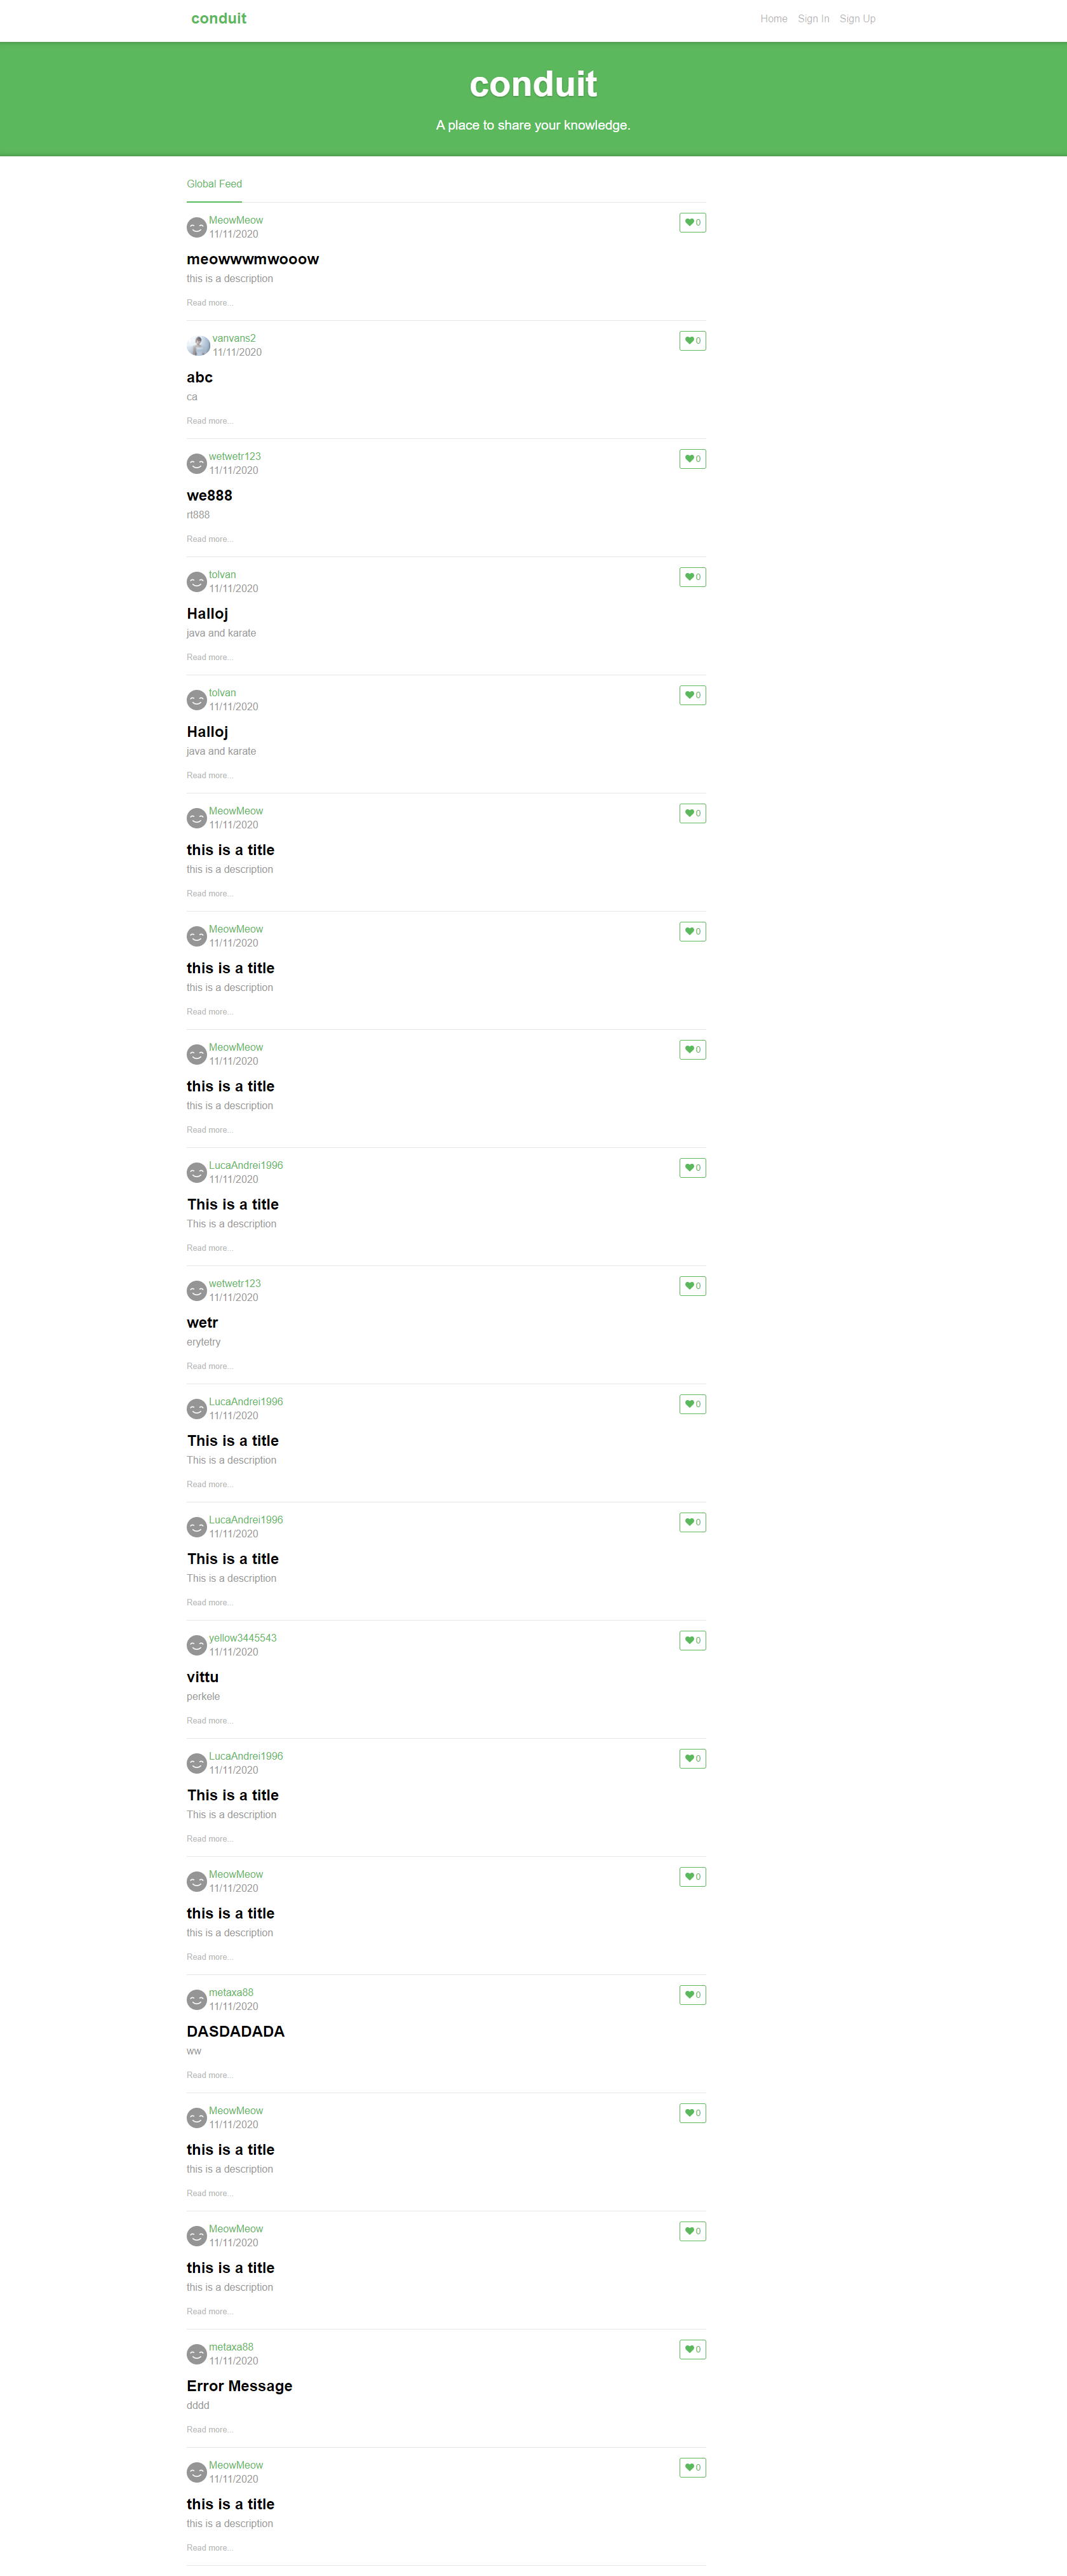 conduit
Home Sign In Sign Up
conduit
A place to share your knowledge.
Global Feed
MeowMeow
11/11/2020
0
meowwwmwooow
this is a description
Read more...
vanvans2
11/11/2020
0
abc
ca
Read more...
wetwetr123
11/11/2020
0
we888
rt888
Read more...
tolvan
11/11/2020
0
Halloj
java and karate
Read more...
tolvan
11/11/2020
0
Halloj
java and karate
Read more...
MeowMeow
11/11/2020
0
this is a title
this is a description
Read more...
MeowMeow
11/11/2020
0
this is a title
this is a description
Read more...
MeowMeow
11/11/2020
0
this is a title
this is a description
Read more...
LucaAndrei1996
11/11/2020
0
This is a title
This is a description
Read more...
wetwetr123
11/11/2020
0
wetr
erytetry
Read more...
LucaAndrei1996
11/11/2020
0
This is a title
This is a description
Read more...
LucaAndrei1996
11/11/2020
0
This is a title
This is a description
Read more...
yellow3445543
11/11/2020
0
vittu
perkele
Read more...
LucaAndrei1996
11/11/2020
0
This is a title
This is a description
Read more...
MeowMeow
11/11/2020
0
this is a title
this is a description
Read more...
metaxa88
11/11/2020
0
DASDADADA
ww
Read more...
MeowMeow
11/11/2020
0
this is a title
this is a description
Read more...
MeowMeow
11/11/2020
0
this is a title
this is a description
Read more...
metaxa88
11/11/2020
0
Error Message
dddd
Read more...
MeowMeow
11/11/2020
0
this is a title
this is a description
Read more...